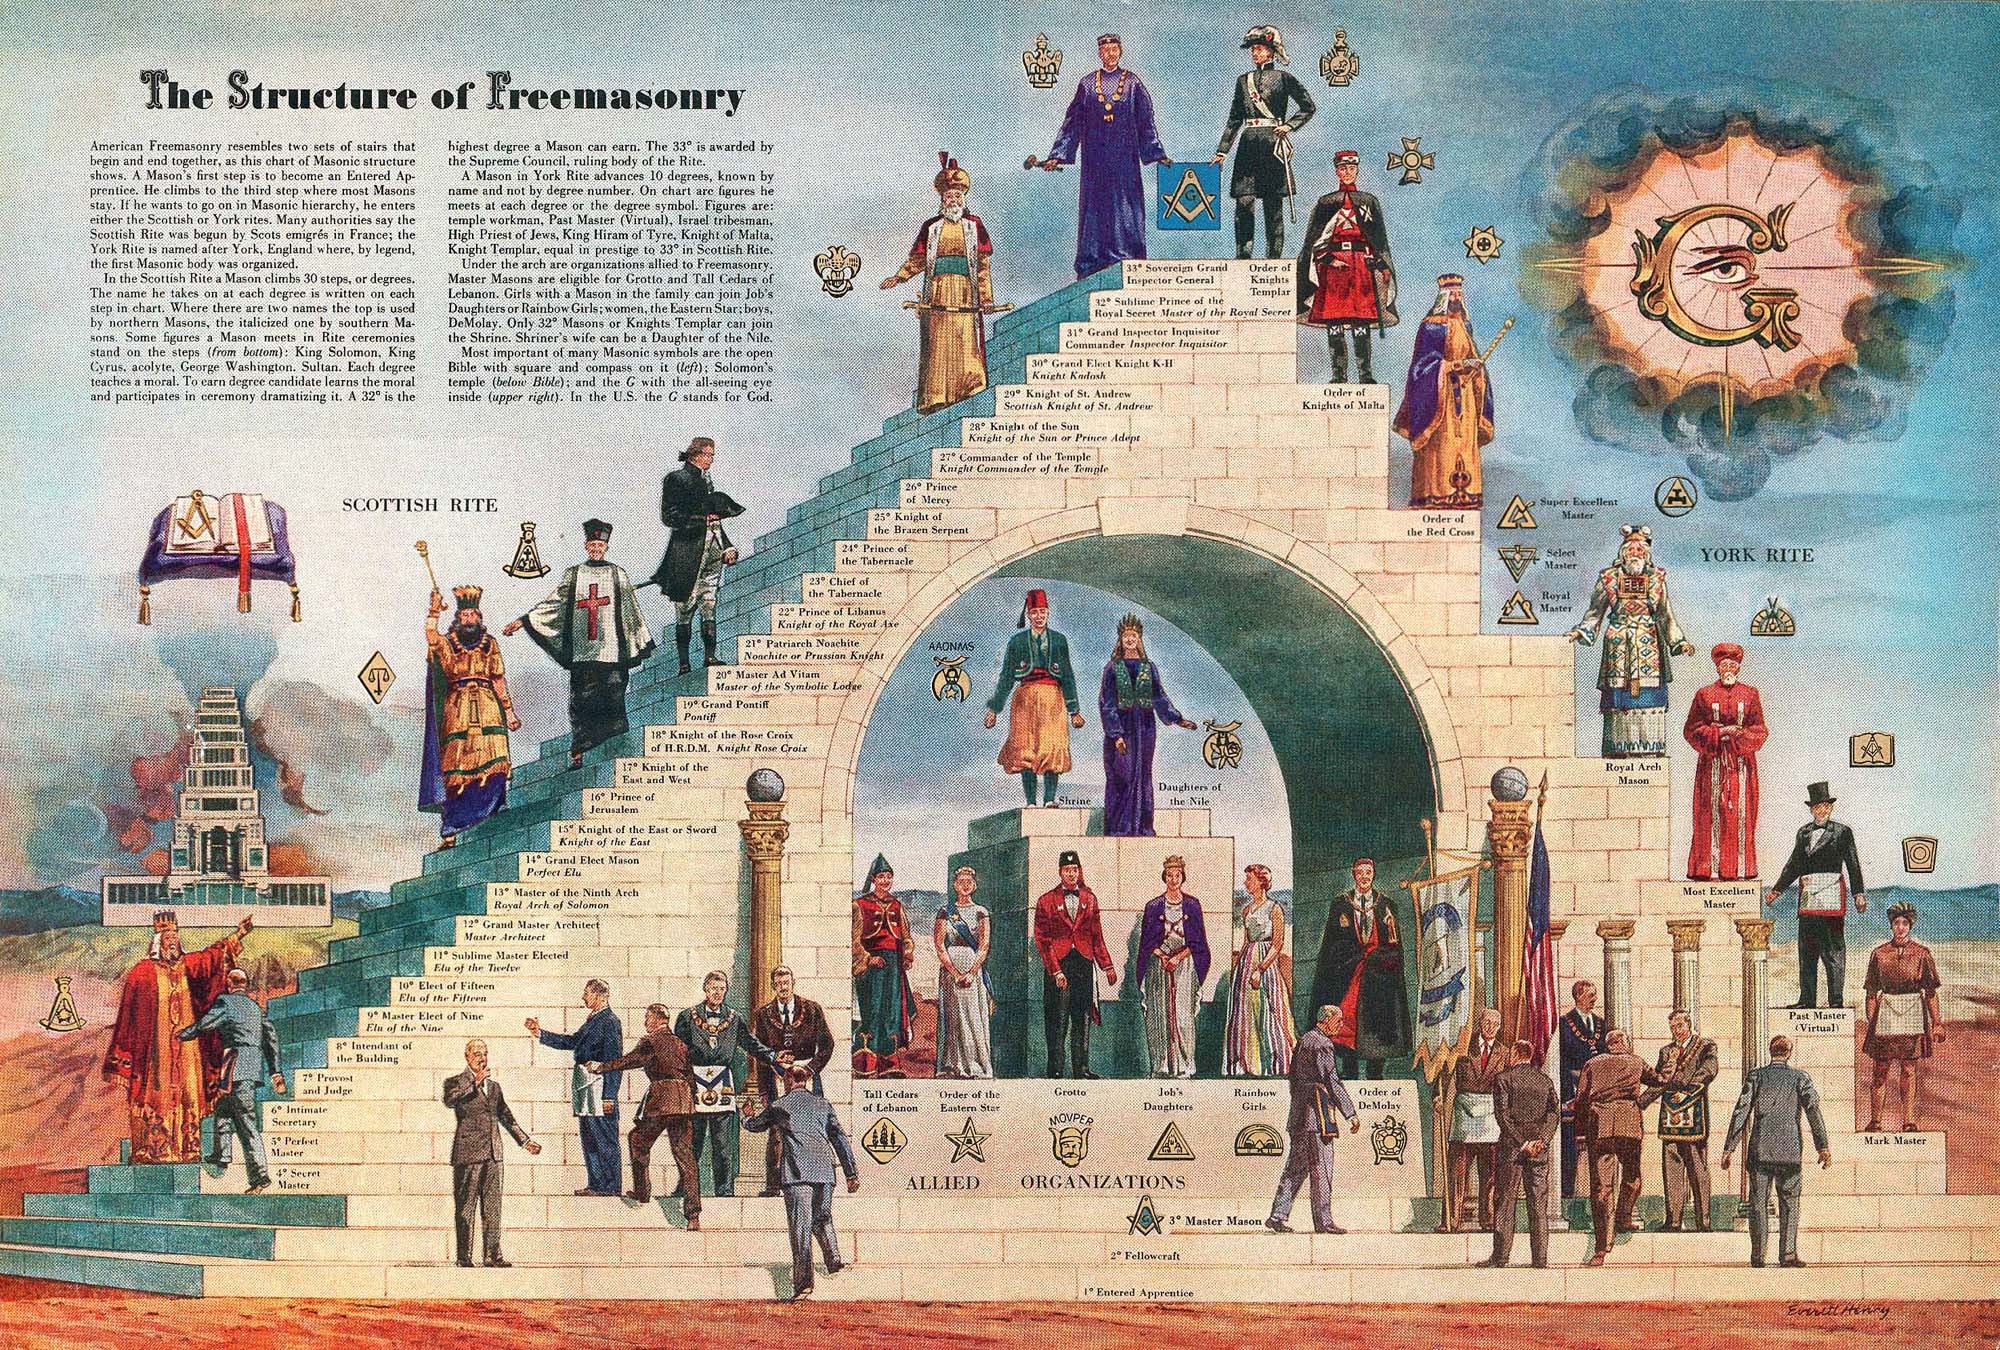 The Structure of Freemasonry
American Freemasonry resembles two sets of stairs that
begin and end together, as this chart of Masonic structure
shows. A Mason's first step is to become an Entered Ap-
prentice. He climbs to the third step where most Masons
stay. If he wants to go on in Masonic hierarchy, he enters
either the Scottish or York rites. Many authorities say the
Scottish Rite was begun by Scots emigrés in France; the
York Rite is named after York, England where, by legend,
the first Masonic body was organized.
In the Scottish Rite a Mason climbs 30 steps, or degrees.
The name he takes on at each degree is written on each
step in chart. Where there are two names the top is used
by northern Masons, the italicized one by southern Ma-
sons. Some figures a Mason meets in Rite ceremonies
stand on the steps (from bottom): King Solomon, King
Cyrus, acolyte, George Washington, Sultan. Each degree
teaches a moral. To earn degree candidate learns the moral
and participates in ceremony dramatizing it. A 32° is the
highest degree a Mason can earn. The 33° is awarded by
the Supreme Council, ruling body of the Rite.
A Mason in York Rite advances 10 degrees, known by
name and not by degree number. On chart are figures he
meets at each degree or the degree symbol. Figures are:
temple workman, Past Master (Virtual), Israel tribesman,
High Priest of Jews, King Hiram of Tyre, Knight of Malta,
Knight Templar, equal in prestige to 33° in Scottish Rite.
Under the arch are organizations allied to Freemasonry.
Master Masons are eligible for Grotto and Tall Cedars of
Lebanon. Girls with a Mason in the family can join Job's
Daughters or Rainbow Girls; women, the Eastern Star; boys,
DeMolay. Only 32° Masons or Knights Templar can join
the Shrine. Shriner's wife can be a Daughter of the Nile.
Most important of many Masonic symbols are the open
Bible with square and compass on it (left); Solomon's
temple (below Bible); and the G with the all-seeing eye
inside (upper right). In the U.S. the G stands for God.
G
G
33° Sovereign Grand
Inspector General
Order of
Knights
Templar
32° Sublime Prince of the
Royal Secret Master of the Royal Secret
31° Grand Inspector Inquisitor
Commander Inspector Inquisitor
30° Grand Elect Knight K-H
Knight Kadosh
29° Knight of St. Andrew
Scottish Knight of St. Andrew
Order of
Knights of Malta
28° Knight of the Sun
Knight of the Sun or Prince Adept
27° Commander of the Temple
Knight Commander of the Temple
26° Prince
of Mercy
25° Knight of
the Brazen Serpent
Order of
the Red Cross
24° Prince of
the Tabernacle
23° Chief of
the Tabernacle
22° Prince of Libanus
Knight of the Royal Axe
21° Patriarch Noachite
Noachite or Prussian Knight
20° Master Ad Vitam
Master of the Symbolic Lodge
19° Grand Pontiff
Pontiff
18° Knight of the Rose Croix
of H.R.D.M. Knight Rose Croix
17° Knight of the
East and West
16° Prince of
Jerusalem
15° Knight of the East or Sword
Knight of the East
14° Grand Elect Mason
Perfect Elu
13° Master of the Ninth Arch
Royal Arch of Solomon
12° Grand Master Architect
Master Architect
11° Sublime Master Elected
Elu of the Twelve
10° Elect of Fifteen
Elu of the Fifteen
9° Master Elect of Nine
Elu of the Nine
8° Intendant of
the Building
7° Provost
and Judge
6° Intimate
Secretary
5° Perfect
Master
4° Secret
Master
SCOTTISH RITE
YORK RITE
Super Excellent
Master
Select
Master
Royal
Master
Royal Arch
Mason
Most Excellent
Master
Past Master
(Virtual)
Mark Master
AAONMS
Shrine
Daughters of
the Nile
Tall Cedars
of Lebanon
Order of the
Eastern Star
Grotto
Job's
Daughters
Rainbow
Girls
Order of
DeMolay
MOVPER
ALLIED ORGANIZATIONS
3° Master Mason
2° Fellowcraft
1° Entered Apprentice
Everett Henry